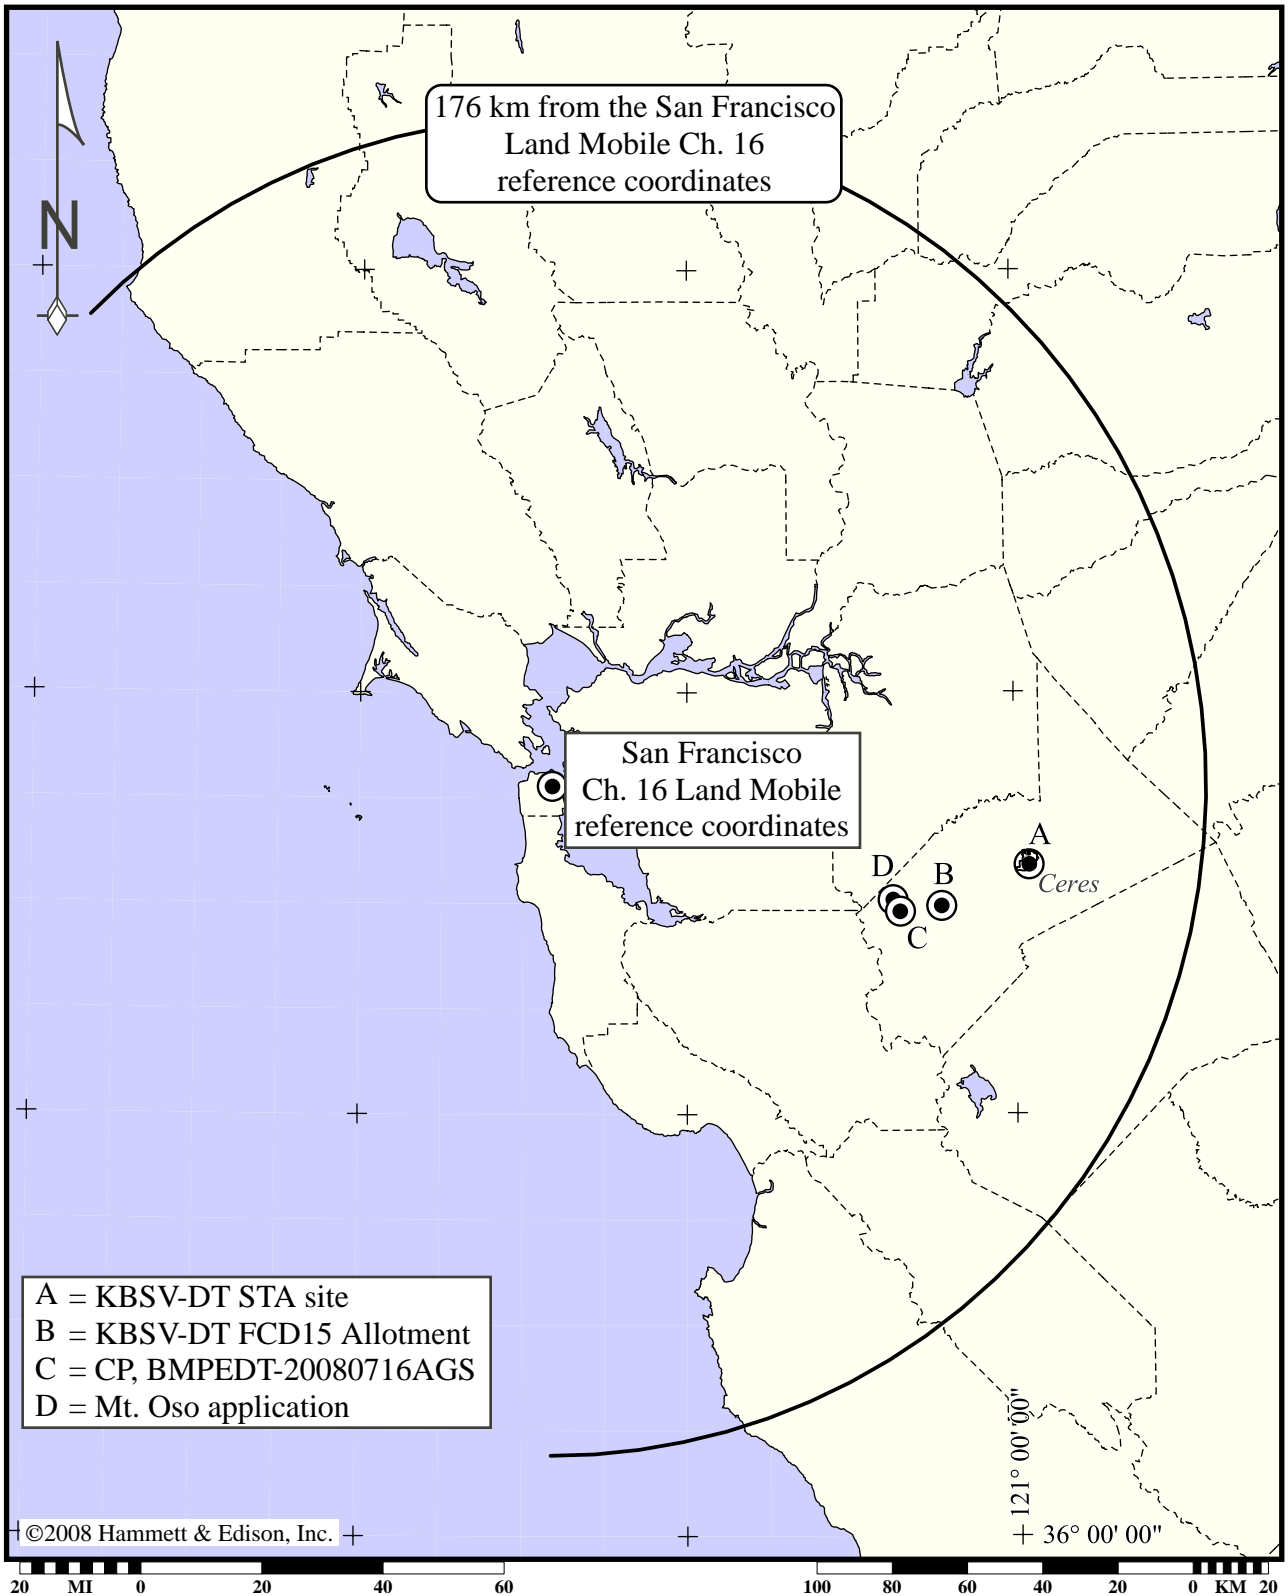 176 km from the San Francisco
Land Mobile Ch. 16
reference coordinates
N
San Francisco
Ch. 16 Land Mobile
reference coordinates
A
Ceres
D
B
C
A = KBSV-DT STA site
B = KBSV-DT FCD15 Allotment
C = CP, BMPEDT-20080716AGS
D = Mt. Oso application
121° 00' 00"
36° 00' 00"
©2008 Hammett & Edison, Inc.
20 MI 0 20 40 60 100 80 60 40 20 0 KM 20